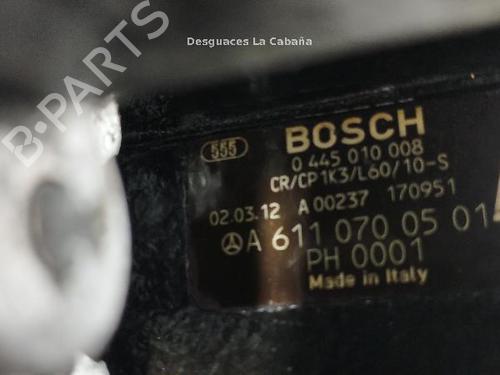 Desguaces La Cabaña
B-PARTS
555
BOSCH
0 445 010 008
CR/CP1K3/L60/10-S
02.03.12 A 00237 170951
A 611 070 05 01
PH 0001
Made in Italy